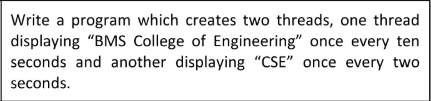 Write a program which creates two threads, one thread
displaying “BMS College of Engineering” once every ten
seconds and another displaying “CSE” once every two
seconds.